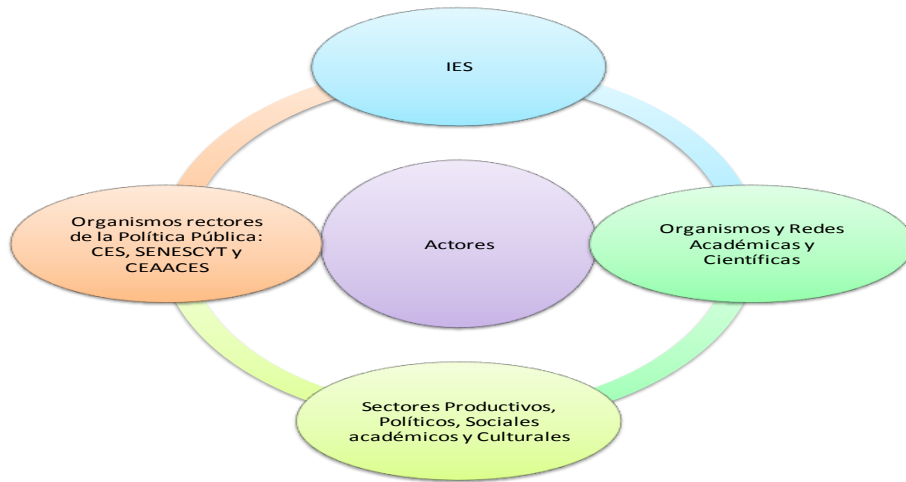 IES
Organismos rectores
de la Política Pública:
CES, SENESCYT y
CEAACES
Actores
Organismos y Redes
Académicas y
Científicas
Sectores Productivos,
Políticos, Sociales
académicos y Culturales